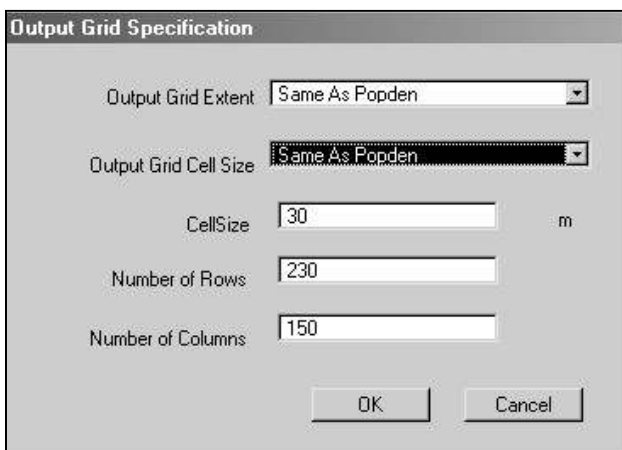 Output Grid Specification
Output Grid Extent Same As Popden
Output Grid Cell Size Same As Popden
CellSize 30 m
Number of Rows 230
Number of Columns 150
OK Cancel